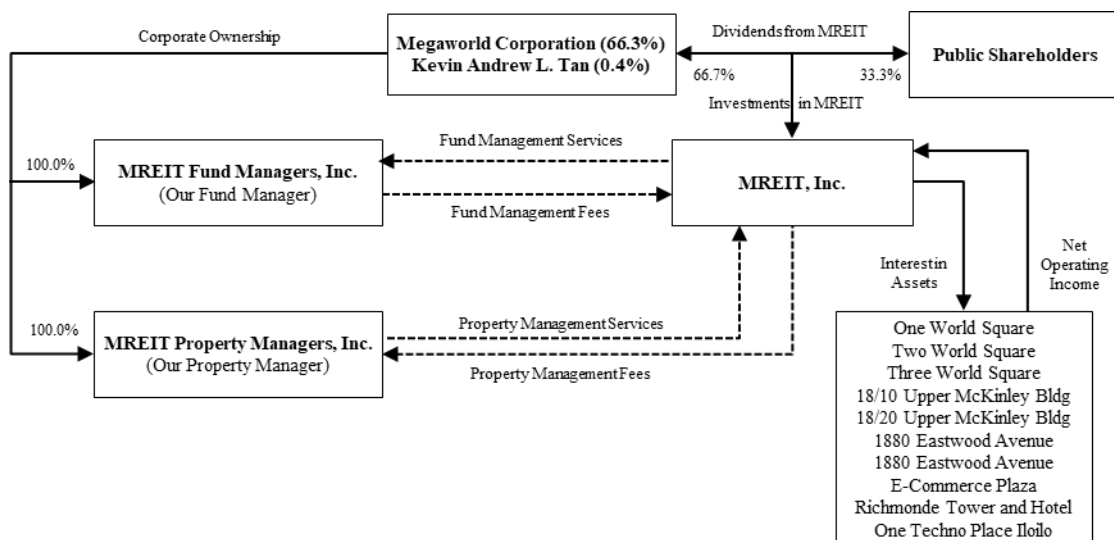 Corporate Ownership
Megaworld Corporation (66.3%)
Kevin Andrew L. Tan (0.4%)
Dividends from MREIT
Public Shareholders
66.7%
33.3%
Investments in MREIT
100.0%
MREIT Fund Managers, Inc.
(Our Fund Manager)
Fund Management Services
Fund Management Fees
MREIT, Inc.
Interest in
Assets
Net
Operating
Income
100.0%
MREIT Property Managers, Inc.
(Our Property Manager)
Property Management Services
Property Management Fees
One World Square
Two World Square
Three World Square
18/10 Upper McKinley Bldg
18/20 Upper McKinley Bldg
1880 Eastwood Avenue
1880 Eastwood Avenue
E-Commerce Plaza
Richmonde Tower and Hotel
One Techno Place Iloilo